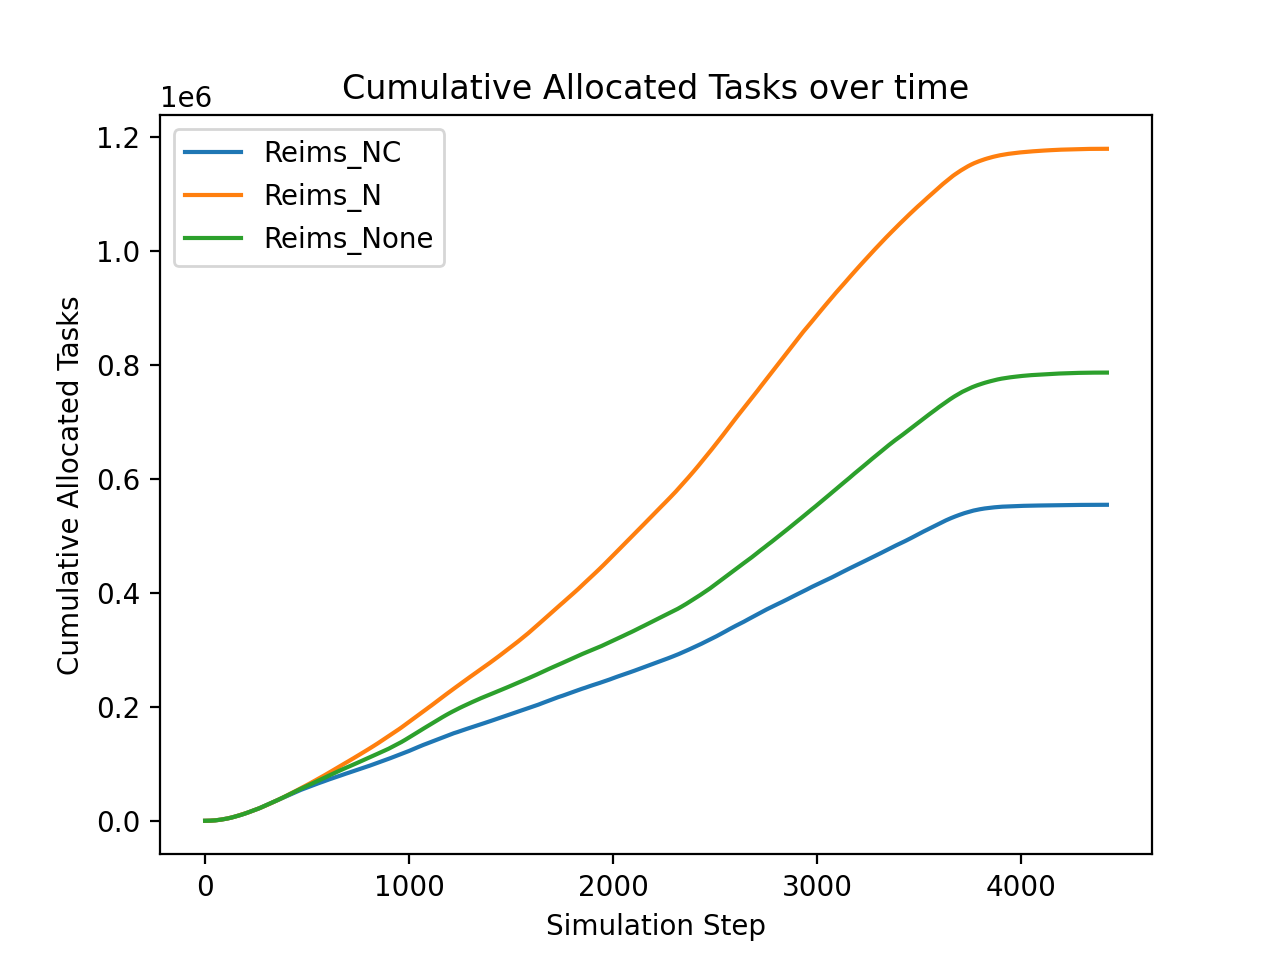 Cumulative Allocated Tasks over time
1e6
1.2
1.0
0.8
0.6
0.4
0.2
0.0
Cumulative Allocated Tasks
Reims_NC
Reims_N
Reims_None
0 1000 2000 3000 4000
Simulation Step